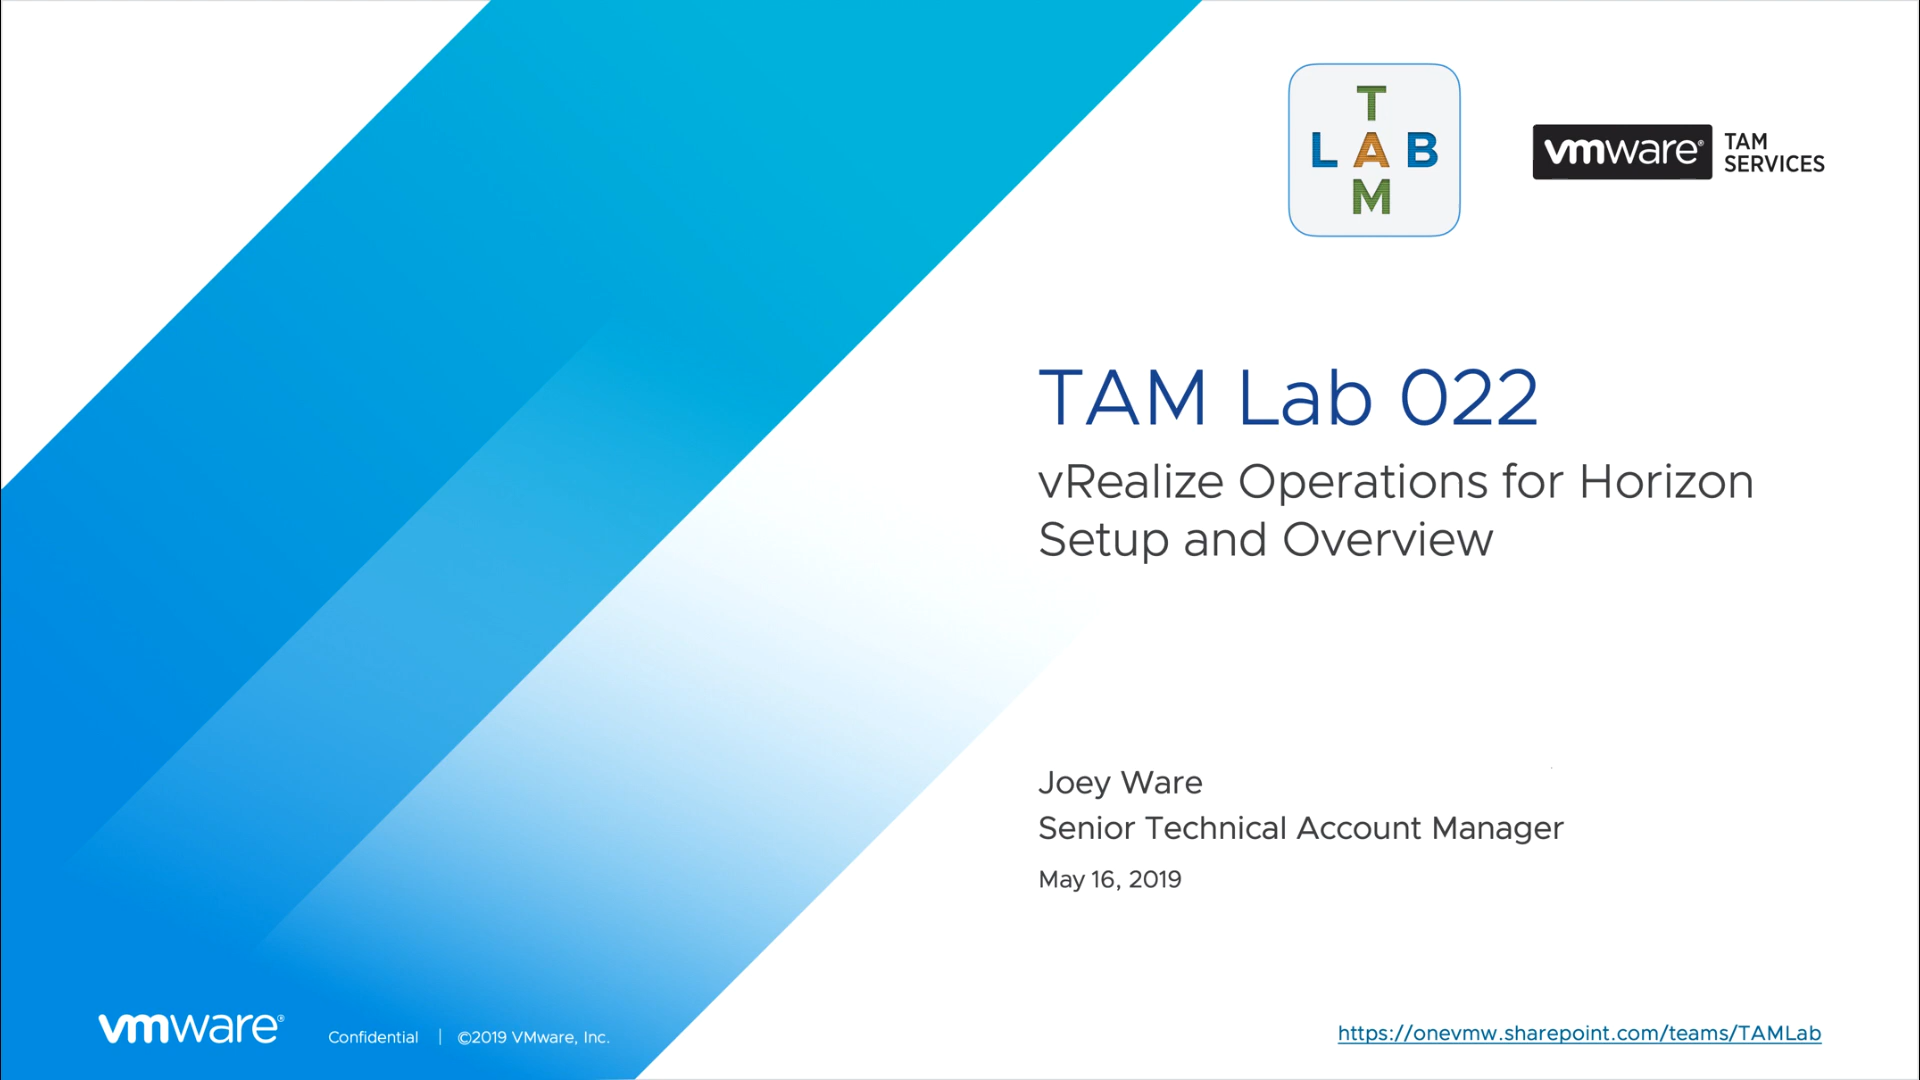 T
LAB
M
vmware® TAM
SERVICES
TAM Lab 022
vRealize Operations for Horizon
Setup and Overview
Joey Ware
Senior Technical Account Manager
May 16, 2019
vmware® Confidential | ©2019 VMware, Inc.
https://onevmw.sharepoint.com/teams/TAMLab